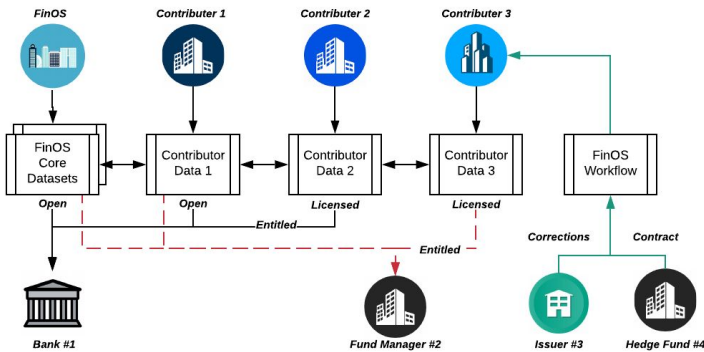 FinOS
Contributer 1
Contributer 2
Contributer 3
FinOS
Core
Datasets
Contributor
Data 1
Contributor
Data 2
Contributor
Data 3
FinOS
Workflow
Open
Open
Licensed
Licensed
Entitled
Entitled
Corrections
Contract
Bank #1
Fund Manager #2
Issuer #3
Hedge Fund #4